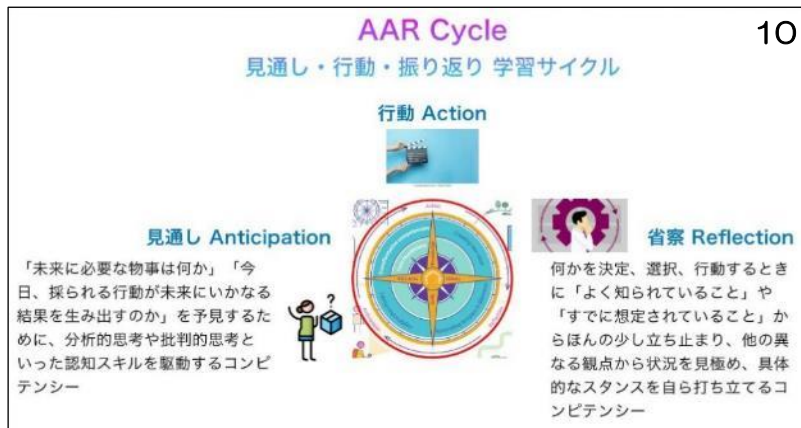 AAR Cycle
10
見通し・行動・振り返り 学習サイクル
行動 Action
見通し Anticipation
「未来に必要な物事は何か」「今
日、採られる行動が未来にいかなる
結果を生み出すのか」を予見するた
めに、分析的思考や批判的思考と
いった認知スキルを駆動するコンピ
テンシー
?
省察 Reflection
何かを決定、選択、行動するとき
に「よく知られていること」や
「すでに想定されていること」か
らほんの少し立ち止まり、他の異
なる観点から状況を見極め、具体
的なスタンスを自ら打ち立てるコ
ンピテンシー